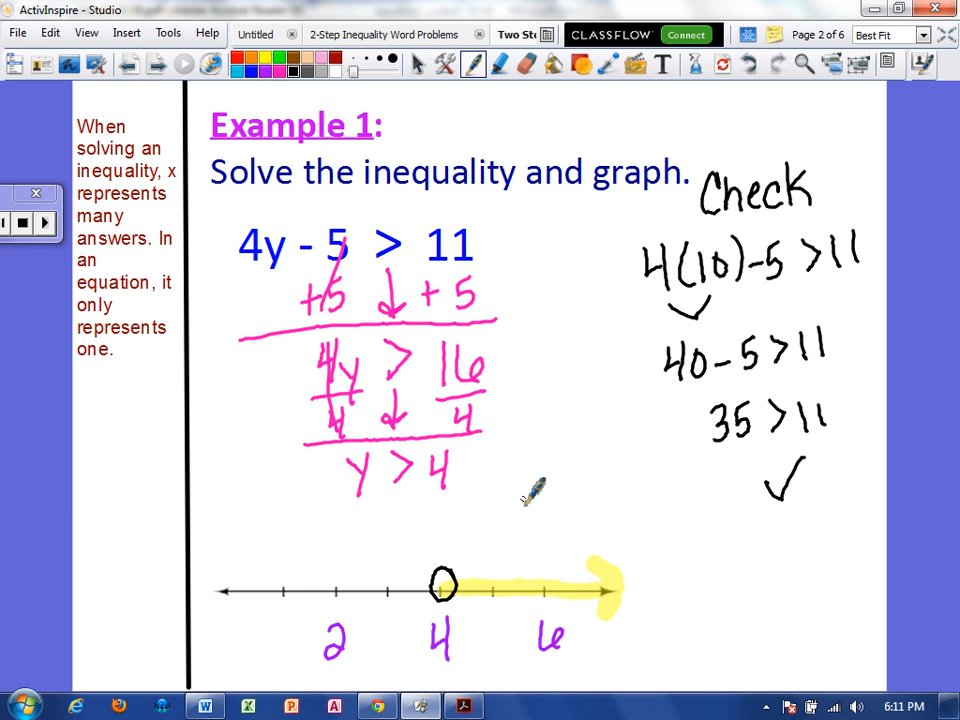 ActivInspire - Studio
File Edit View Insert Tools Help
Untitled
2-Step Inequality Word Problems
Two Ste
CLASSFLOW Connect
Page 2 of 6
Best Fit
When
solving an
inequality, x
represents
many
answers. In
an
equation, it
only
represents
one.
Example 1:
Solve the inequality and graph.
4y - 5 > 11
+5 ↓ + 5
4y > 16
4 ↓ 4
y > 4
Check
4(10) - 5 > 11
40 - 5 > 11
35 > 11
✓
2 4 6
6:11 PM